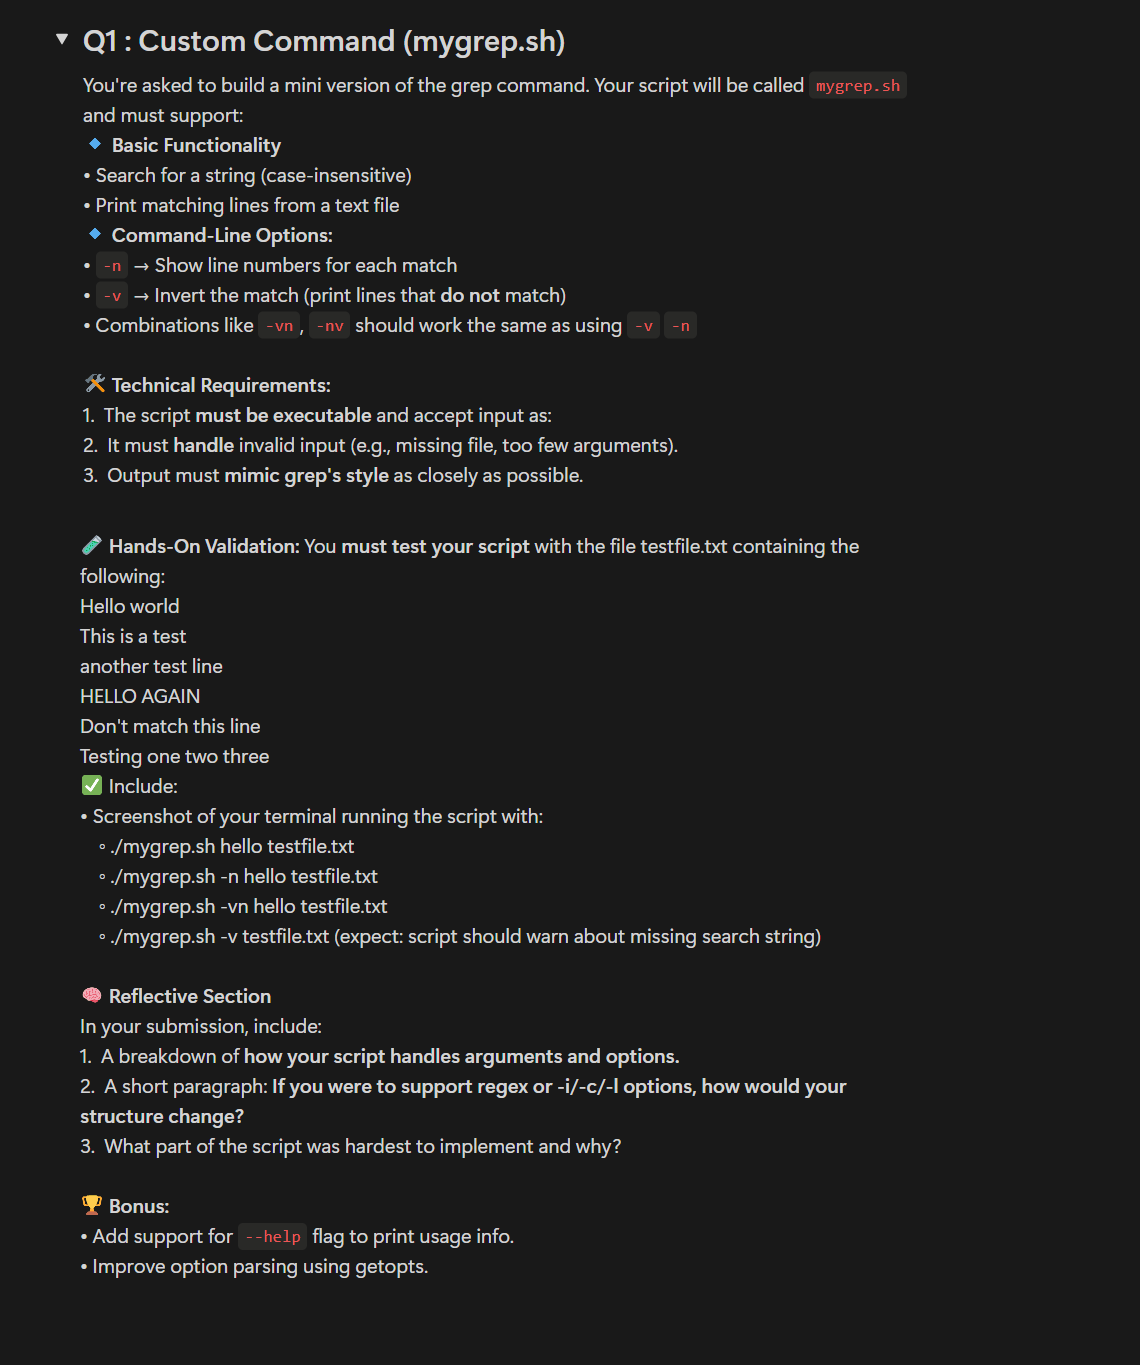 Q1 : Custom Command (mygrep.sh)
You're asked to build a mini version of the grep command. Your script will be called mygrep.sh
and must support:
🔹 Basic Functionality
• Search for a string (case-insensitive)
• Print matching lines from a text file
🔹 Command-Line Options:
• -n → Show line numbers for each match
• -v → Invert the match (print lines that do not match)
• Combinations like -vn, -nv should work the same as using -v -n
🛠️ Technical Requirements:
1. The script must be executable and accept input as:
2. It must handle invalid input (e.g., missing file, too few arguments).
3. Output must mimic grep's style as closely as possible.
🧪 Hands-On Validation: You must test your script with the file testfile.txt containing the
following:
Hello world
This is a test
another test line
HELLO AGAIN
Don't match this line
Testing one two three
✅ Include:
• Screenshot of your terminal running the script with:
◦ ./mygrep.sh hello testfile.txt
◦ ./mygrep.sh -n hello testfile.txt
◦ ./mygrep.sh -vn hello testfile.txt
◦ ./mygrep.sh -v testfile.txt (expect: script should warn about missing search string)
🧠 Reflective Section
In your submission, include:
1. A breakdown of how your script handles arguments and options.
2. A short paragraph: If you were to support regex or -i/-c/-l options, how would your
structure change?
3. What part of the script was hardest to implement and why?
🏆 Bonus:
• Add support for --help flag to print usage info.
• Improve option parsing using getopts.